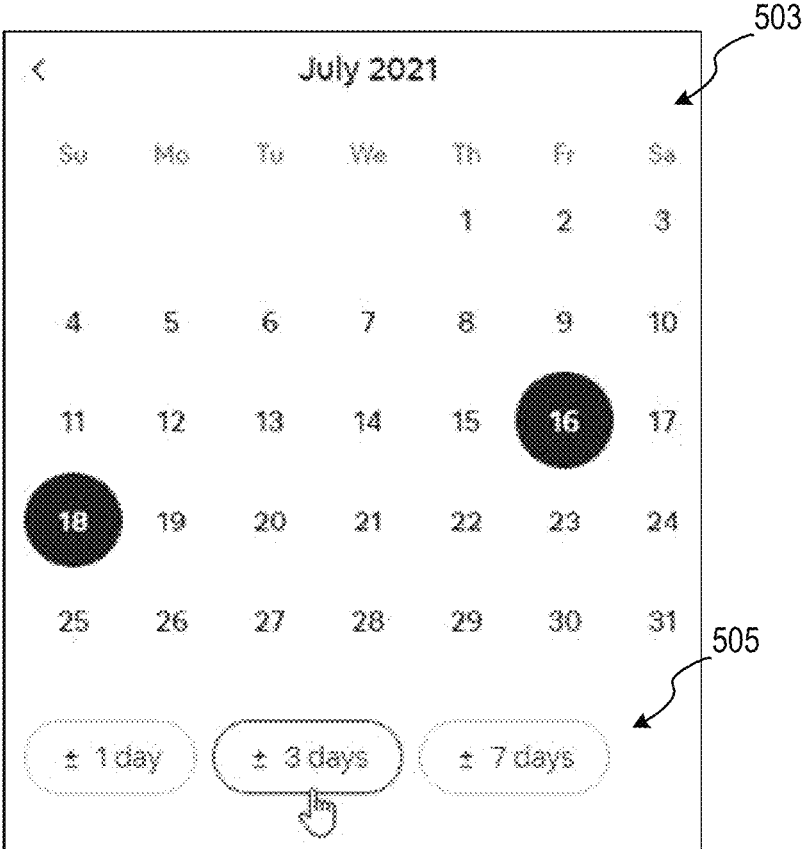 503
< July 2021
Su Mo Tu We Th Fr Sa
1 2 3
4 5 6 7 8 9 10
11 12 13 14 15 16 17
18 19 20 21 22 23 24
25 26 27 28 29 30 31
505
± 1 day ± 3 days ± 7 days